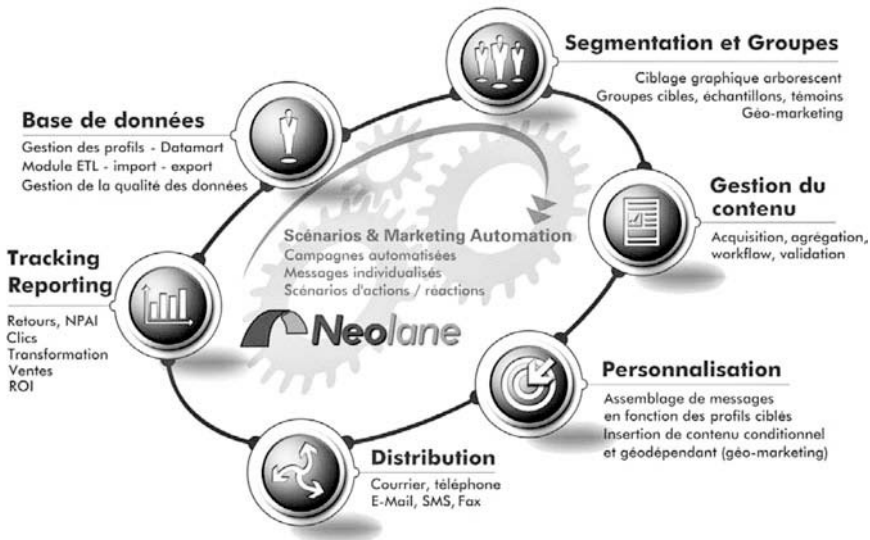 Segmentation et Groupes
Ciblage graphique arborescent
Groupes cibles, échantillons, témoins
Géo-marketing
Base de données
Gestion des profils - Datamart
Module ETL - import - export
Gestion de la qualité des données
Gestion du
contenu
Acquisition, agrégation,
workflow, validation
Scénarios & Marketing Automation
Campagnes automatisées
Messages individualisés
Scénarios d'actions / réactions
Neolane
Tracking
Reporting
Retours, NPAI
Clics
Transformation
Ventes
ROI
Personnalisation
Assemblage de messages
en fonction des profils ciblés
Insertion de contenu conditionnel
et géodépendant (géo-marketing)
Distribution
Courrier, téléphone
E-Mail, SMS, Fax